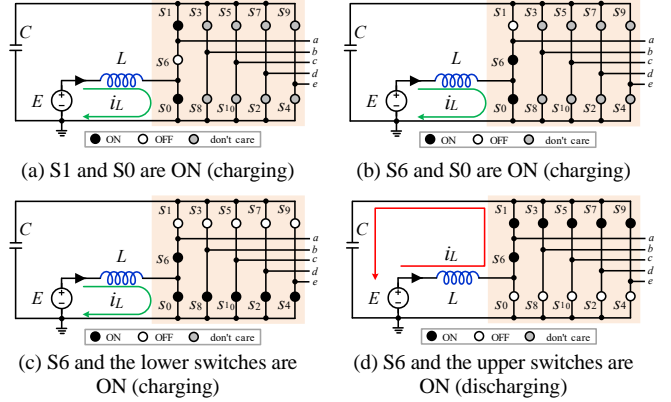 S1 S3 S5 S7 S9
C
a
b
c
d
e
S6
L
E
iL
S0 S8 S10 S2 S4
ON OFF don't care
(a) S1 and S0 are ON (charging)
S1 S3 S5 S7 S9
C
a
b
c
d
e
S6
L
E
iL
S0 S8 S10 S2 S4
ON OFF don't care
(b) S6 and S0 are ON (charging)
S1 S3 S5 S7 S9
C
a
b
c
d
e
S6
L
E
iL
S0 S8 S10 S2 S4
ON OFF don't care
(c) S6 and the lower switches are
ON (charging)
S1 S3 S5 S7 S9
C
a
b
c
d
e
S6
iL
E
L
S0 S8 S10 S2 S4
ON OFF don't care
(d) S6 and the upper switches are
ON (discharging)